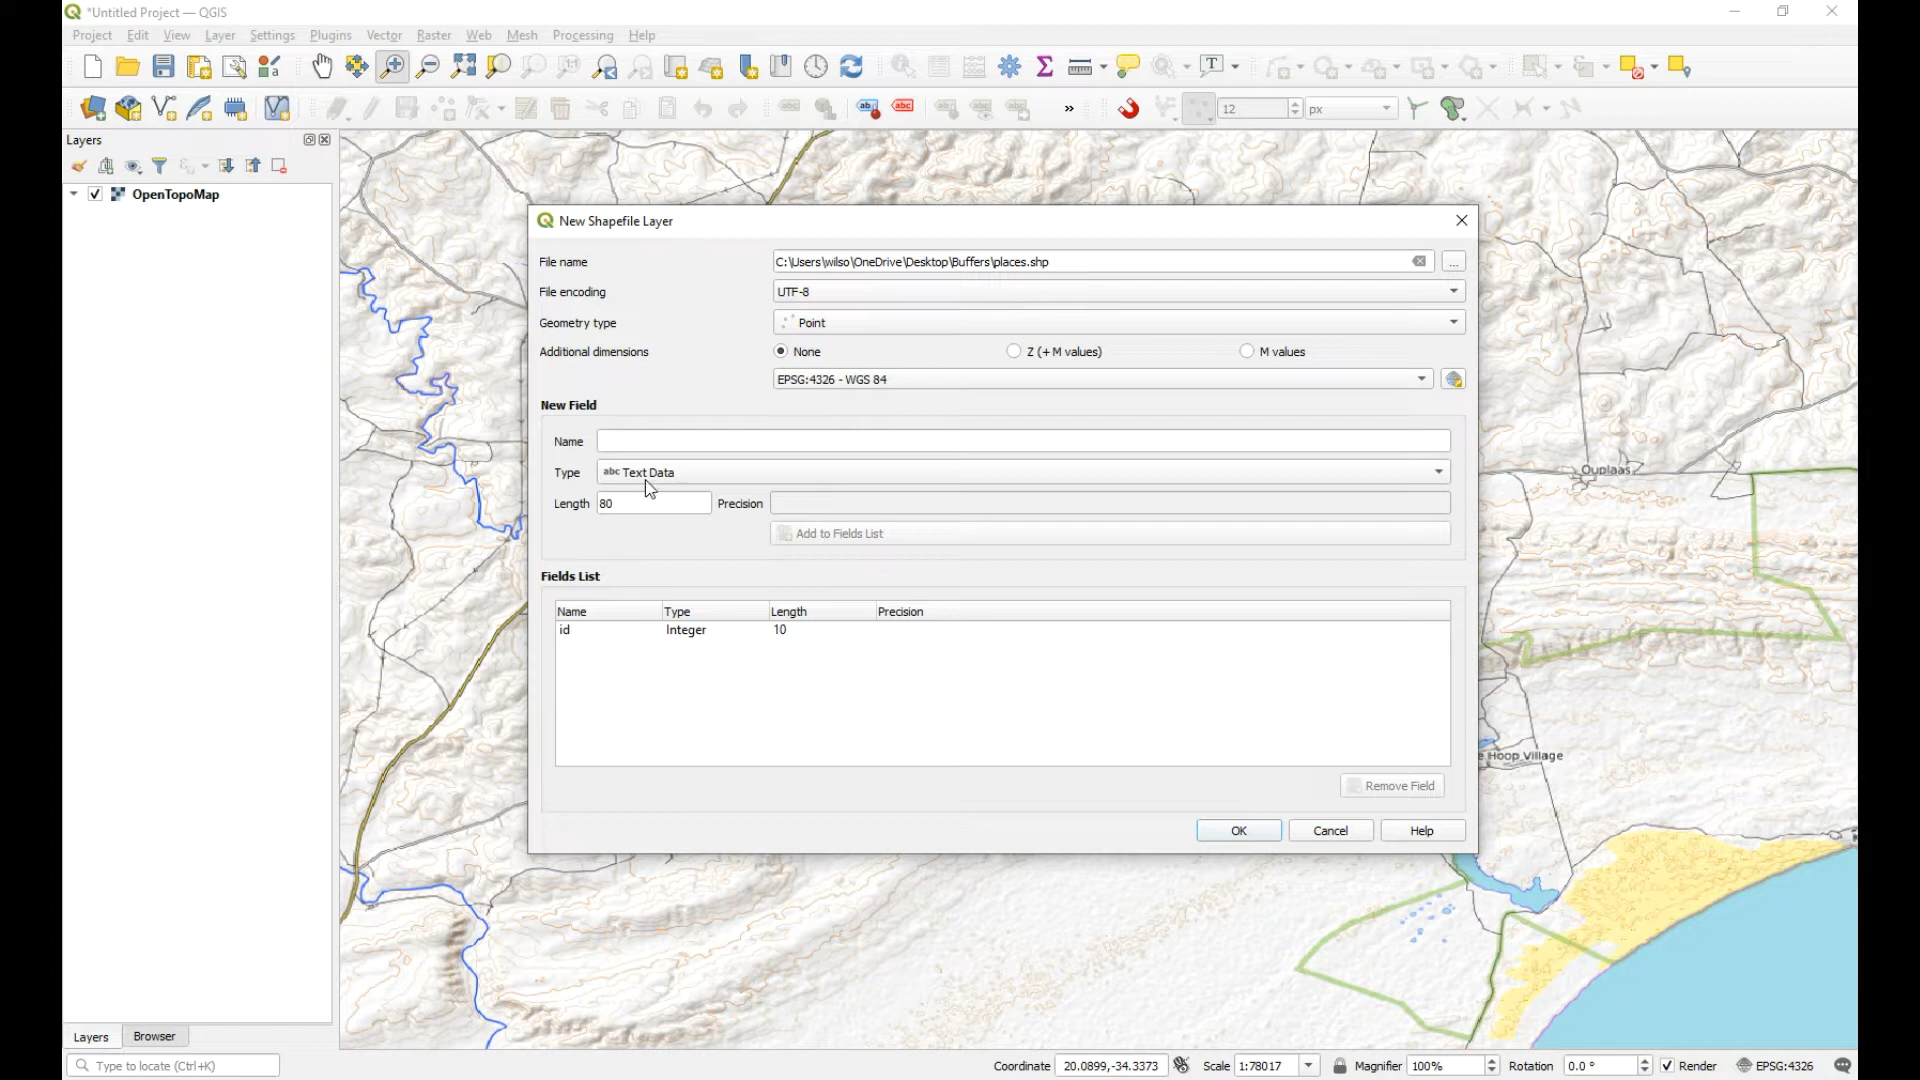 *Untitled Project — QGIS
Project Edit View Layer Settings Plugins Vector Raster Web Mesh Processing Help
12 px
Layers
OpenTopoMap
New Shapefile Layer
File name C:\Users\wilso\OneDrive\Desktop\Buffers\places.shp ...
File encoding UTF-8
Geometry type Point
Additional dimensions None Z (+ M values) M values
EPSG:4326 - WGS 84
New Field
Name
Type abc Text Data
Length 80 Precision
Add to Fields List
Fields List
Name Type Length Precision
id Integer 10
Remove Field
OK Cancel Help
Ouplaas
e Hoop Village
Layers Browser
Type to locate (Ctrl+K) Coordinate 20.0899,-34.3373 Scale 1:78017 Magnifier 100% Rotation 0.0 ° Render EPSG:4326